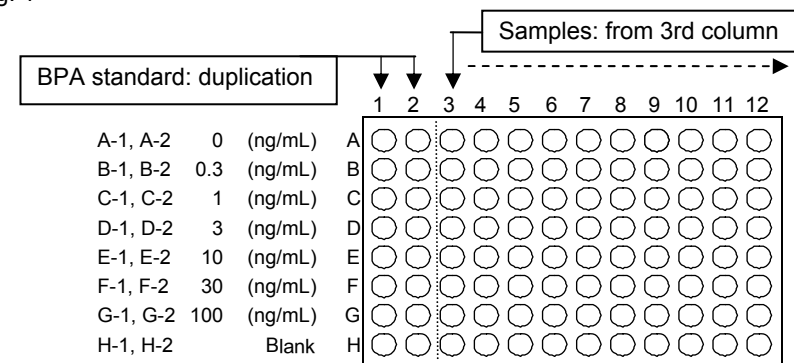 Samples: from 3rd column
BPA standard: duplication
1 2 3 4 5 6 7 8 9 10 11 12
A-1, A-2 0 (ng/mL) A
B-1, B-2 0.3 (ng/mL) B
C-1, C-2 1 (ng/mL) C
D-1, D-2 3 (ng/mL) D
E-1, E-2 10 (ng/mL) E
F-1, F-2 30 (ng/mL) F
G-1, G-2 100 (ng/mL) G
H-1, H-2 Blank H